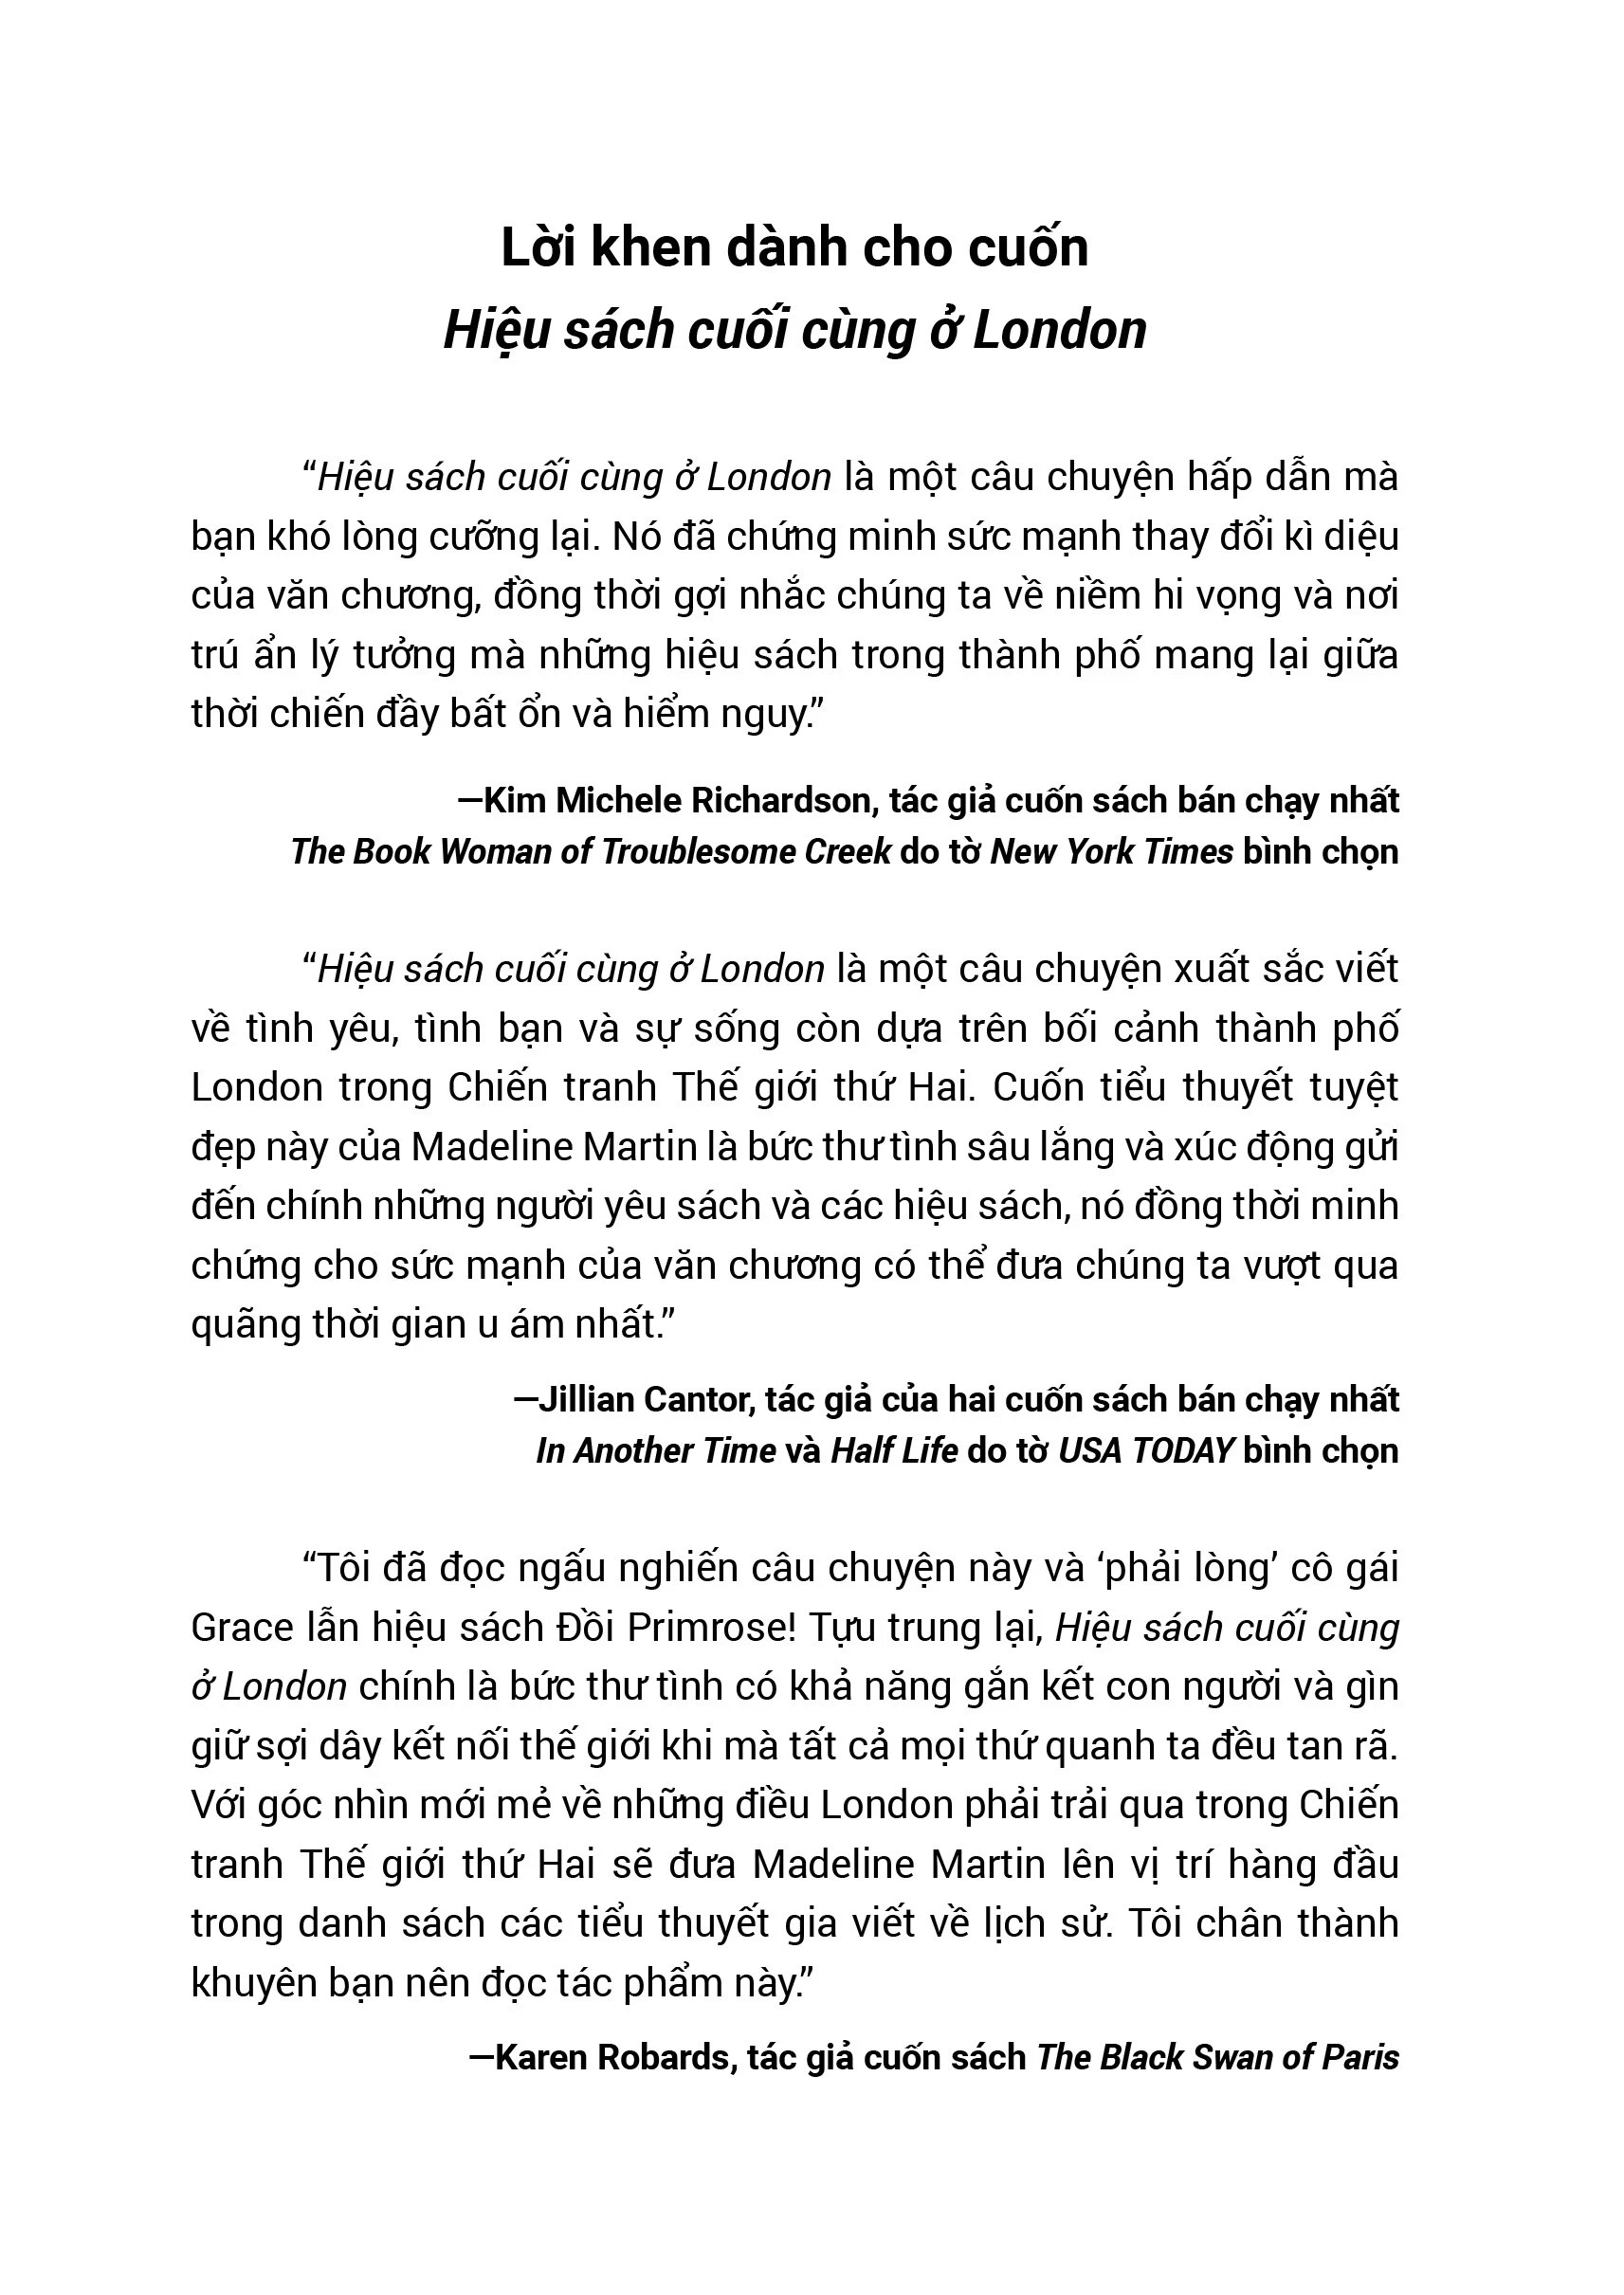 Lời khen dành cho cuốn
Hiệu sách cuối cùng ở London
“Hiệu sách cuối cùng ở London là một câu chuyện hấp dẫn mà
bạn khó lòng cưỡng lại. Nó đã chứng minh sức mạnh thay đổi kì diệu
của văn chương, đồng thời gợi nhắc chúng ta về niềm hi vọng và nơi
trú ẩn lý tưởng mà những hiệu sách trong thành phố mang lại giữa
thời chiến đầy bất ổn và hiểm nguy.”
—Kim Michele Richardson, tác giả cuốn sách bán chạy nhất
The Book Woman of Troublesome Creek do tờ New York Times bình chọn
“Hiệu sách cuối cùng ở London là một câu chuyện xuất sắc viết
về tình yêu, tình bạn và sự sống còn dựa trên bối cảnh thành phố
London trong Chiến tranh Thế giới thứ Hai. Cuốn tiểu thuyết tuyệt
đẹp này của Madeline Martin là bức thư tình sâu lắng và xúc động gửi
đến chính những người yêu sách và các hiệu sách, nó đồng thời minh
chứng cho sức mạnh của văn chương có thể đưa chúng ta vượt qua
quãng thời gian u ám nhất.”
—Jillian Cantor, tác giả của hai cuốn sách bán chạy nhất
In Another Time và Half Life do tờ USA TODAY bình chọn
“Tôi đã đọc ngấu nghiến câu chuyện này và ‘phải lòng’ cô gái
Grace lẫn hiệu sách Đồi Primrose! Tựu trung lại, Hiệu sách cuối cùng
ở London chính là bức thư tình có khả năng gắn kết con người và gìn
giữ sợi dây kết nối thế giới khi mà tất cả mọi thứ quanh ta đều tan rã.
Với góc nhìn mới mẻ về những điều London phải trải qua trong Chiến
tranh Thế giới thứ Hai sẽ đưa Madeline Martin lên vị trí hàng đầu
trong danh sách các tiểu thuyết gia viết về lịch sử. Tôi chân thành
khuyên bạn nên đọc tác phẩm này.”
—Karen Robards, tác giả cuốn sách The Black Swan of Paris